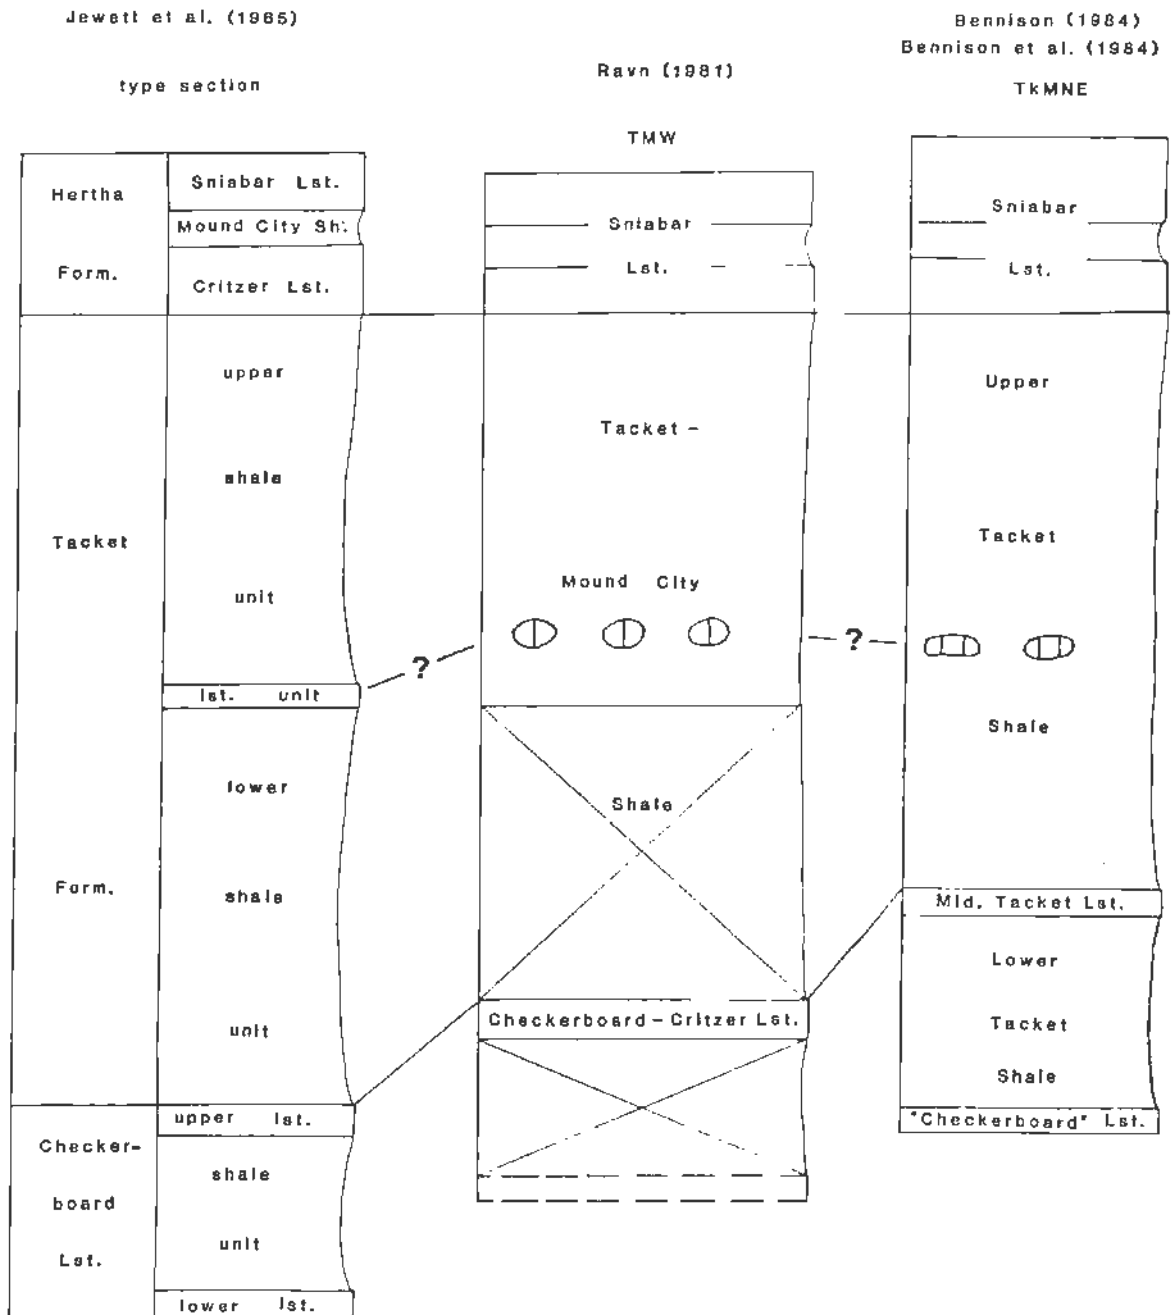 Jewett et al. (1965)
type section
Hertha
Form.
Sniabar Lst.
Mound City Sh.
Critzer Lst.
Tacket
Form.
upper
shale
unit
lst. unit
lower
shale
unit
Checker-
board
Lst.
upper lst.
shale
unit
lower lst.
?
Ravn (1981)
TMW
Sniabar
Lst.
Tacket-
Mound City
Shale
Checkerboard-Critzer Lst.
?
Bennison (1984)
Bennison et al. (1984)
TkMNE
Sniabar
Lst.
Upper
Tacket
Shale
Mid. Tacket Lst.
Lower
Tacket
Shale
"Checkerboard" Lst.